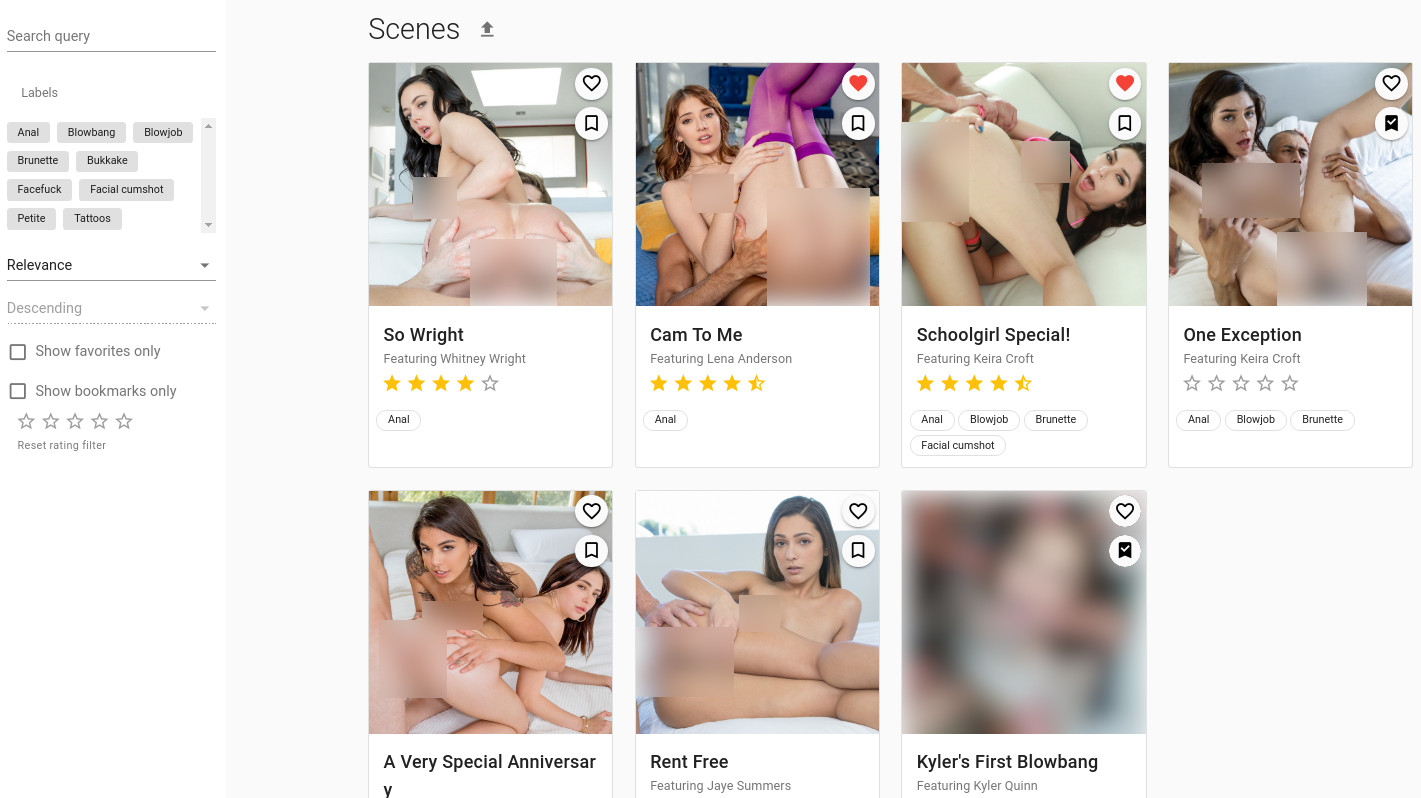 Search query
Labels
Anal Blowbang Blowjob
Brunette Bukkake
Facefuck Facial cumshot
Petite Tattoos
Relevance
Descending
Show favorites only
Show bookmarks only
Reset rating filter
Scenes
So Wright
Featuring Whitney Wright
Anal
Cam To Me
Featuring Lena Anderson
Anal
Schoolgirl Special!
Featuring Keira Croft
Anal Blowjob Brunette
Facial cumshot
One Exception
Featuring Keira Croft
Anal Blowjob Brunette
A Very Special Anniversar
y
Rent Free
Featuring Jaye Summers
Kyler's First Blowbang
Featuring Kyler Quinn